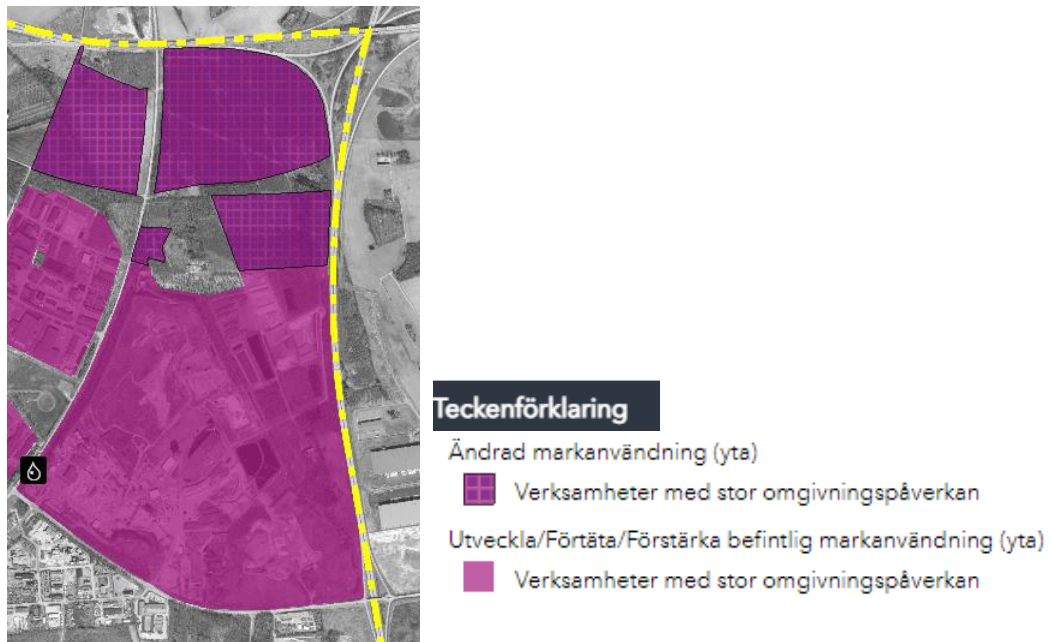 Teckenförklaring
Ändrad markanvändning (yta)
Verksamheter med stor omgivningspåverkan
Utveckla/Förtäta/Förstärka befintlig markanvändning (yta)
Verksamheter med stor omgivningspåverkan